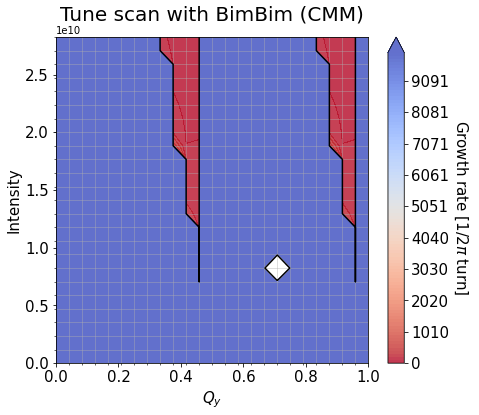 Tune scan with BimBim (CMM)
1e10
2.5
2.0
1.5
1.0
0.5
0.0
Intensity
0.0 0.2 0.4 0.6 0.8 1.0
Q_y
9091
8081
7071
6061
5051
4040
3030
2020
1010
0
Growth rate [1/2π turn]